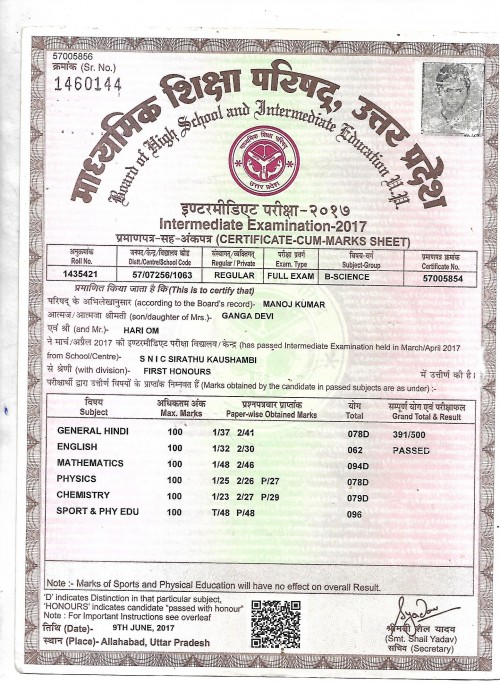 57005856
क्रमांक (Sr. No.)
1460144
माध्यमिक शिक्षा परिषद्, उत्तर प्रदेश
Board of High School and Intermediate Education U.P.
माध्यमिक शिक्षा परिषद्
उत्तर प्रदेश
इण्टरमीडिएट परीक्षा-२०१७
Intermediate Examination-2017
प्रमाणपत्र-सह-अंकपत्र (CERTIFICATE-CUM-MARKS SHEET)
अनुक्रमांक जनपद/केन्द्र/विद्यालय कोड संस्थागत/व्यक्तिगत परीक्षा प्रवर्ग विषय-वर्ग प्रमाणपत्र क्रमांक
Roll No. Distt./Centre/School Code Regular / Private Exam. Type Subject-Group Certificate No.
1435421 57/07256/1063 REGULAR FULL EXAM B-SCIENCE 57005854
प्रमाणित किया जाता है कि(This is to certify that)
परिषद् के अभिलेखानुसार (according to the Board's record)- MANOJ KUMAR
आत्मज/आत्मजा श्रीमती (son/daughter of Mrs.)- GANGA DEVI
एवं श्री (and Mr.)- HARI OM
ने मार्च/अप्रैल 2017 की इण्टरमीडिएट परीक्षा विद्यालय/केन्द्र (has passed Intermediate Examination held in March/April 2017
from School/Centre)- S N I C SIRATHU KAUSHAMBI
से श्रेणी (with division)- FIRST HONOURS में उत्तीर्ण की है।
परीक्षार्थी द्वारा उत्तीर्ण विषयों के प्राप्तांक निम्नवत हैं (Marks obtained by the candidate in passed subjects are as under) :-
विषय अधिकतम अंक प्रश्नपत्रवार प्राप्तांक योग सम्पूर्ण योग एवं परीक्षाफल
Subject Max. Marks Paper-wise Obtained Marks Total Grand Total & Result
GENERAL HINDI 100 1/37 2/41 078D 391/500
ENGLISH 100 1/32 2/30 062 PASSED
MATHEMATICS 100 1/48 2/46 094D
PHYSICS 100 1/25 2/26 P/27 078D
CHEMISTRY 100 1/23 2/27 P/29 079D
SPORT & PHY EDU 100 T/48 P/48 096
Note :- Marks of Sports and Physical Education will have no effect on overall Result.
'D' indicates Distinction in that particular subject,
'HONOURS' indicates candidate "passed with honour"
Note : For Important Instructions see overleaf
तिथि (Date)- 9TH JUNE, 2017
स्थान (Place)- Allahabad, Uttar Pradesh
SYadav
श्रीमती शैल यादव
(Smt. Shail Yadav)
सचिव (Secretary)